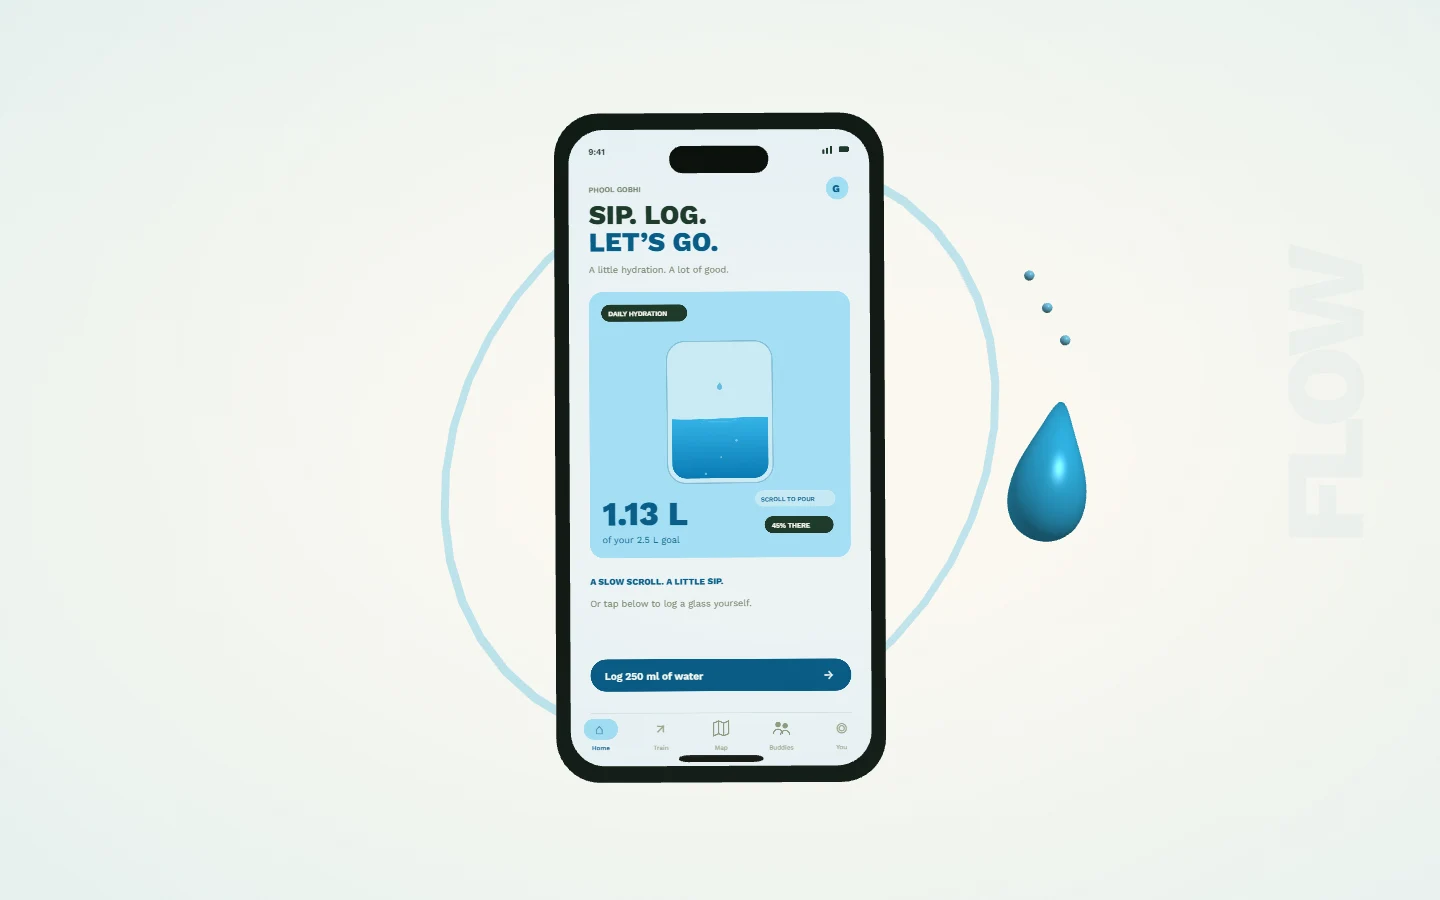 9:41
PHOOL GOBHI
G
SIP. LOG.
LET'S GO.
A little hydration. A lot of good.
DAILY HYDRATION
1.13 L
of your 2.5 L goal
SCROLL TO POUR
45% THERE
A SLOW SCROLL. A LITTLE SIP.
Or tap below to log a glass yourself.
Log 250 ml of water
Home
Train
Map
Buddies
You
FLOW